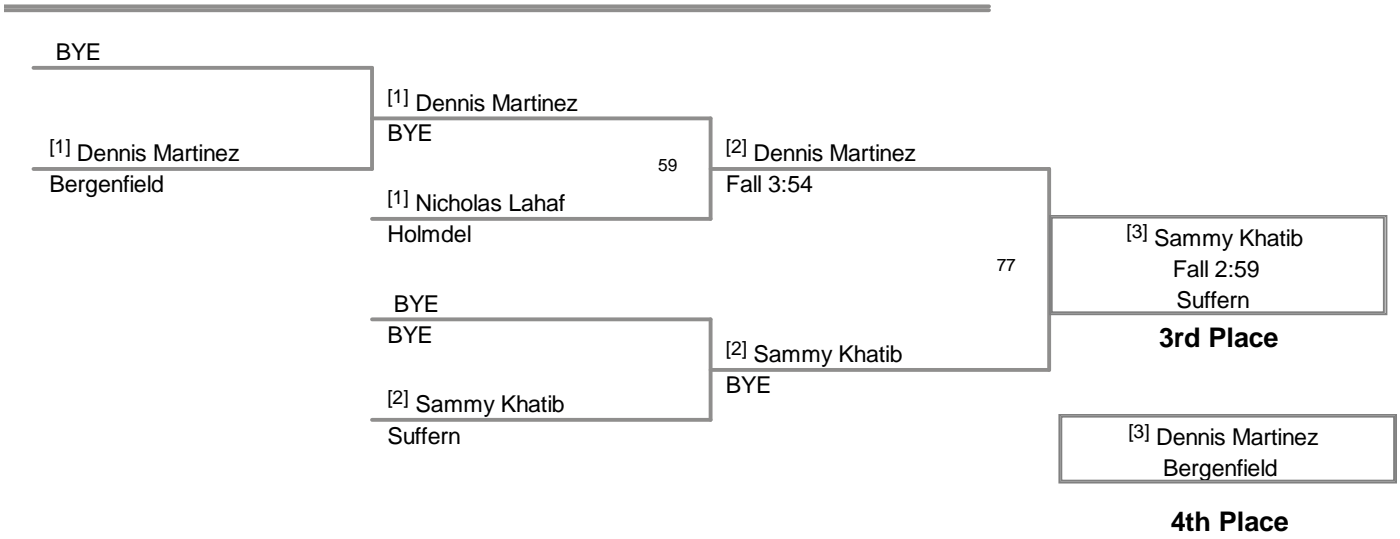 BYE
[1] Dennis Martinez
Bergenfield
[1] Dennis Martinez
BYE
59
[1] Nicholas Lahaf
Holmdel
BYE
BYE
[2] Sammy Khatib
Suffern
[2] Dennis Martinez
Fall 3:54
77
[2] Sammy Khatib
BYE
[3] Sammy Khatib
Fall 2:59
Suffern
3rd Place
[3] Dennis Martinez
Bergenfield
4th Place